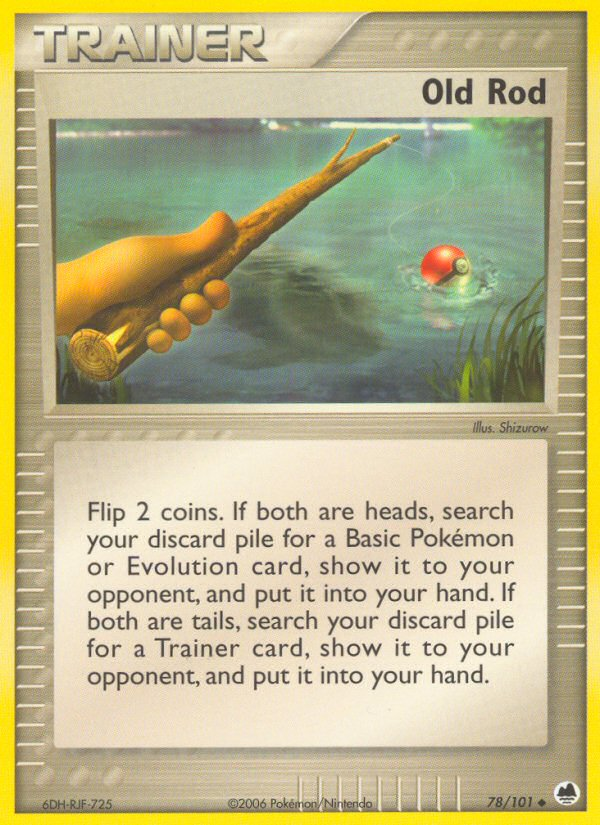 TRAINER
Old Rod
Illus. Shizurow
Flip 2 coins. If both are heads, search
your discard pile for a Basic Pokémon
or Evolution card, show it to your
opponent, and put it into your hand. If
both are tails, search your discard pile
for a Trainer card, show it to your
opponent, and put it into your hand.
6DH-RJF-725
©2006 Pokémon/Nintendo
78/101